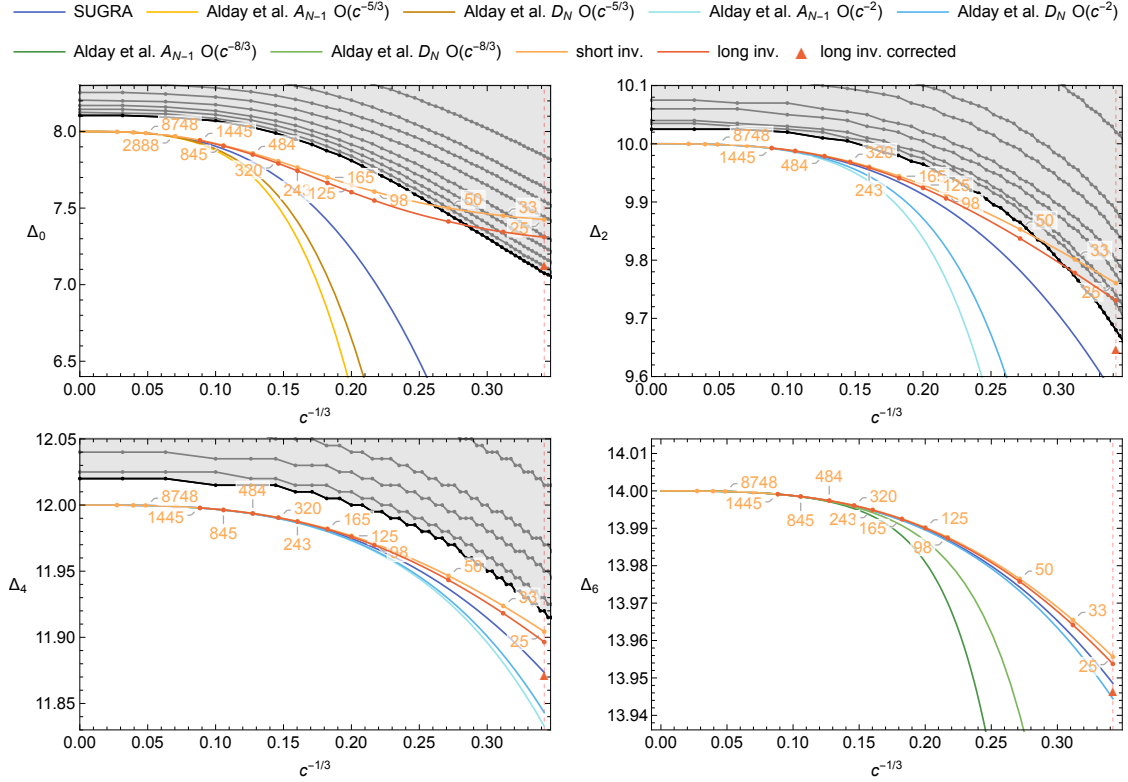 SUGRA Alday et al. A_{N-1} O(c^{-5/3}) Alday et al. D_N O(c^{-5/3}) Alday et al. A_{N-1} O(c^{-2}) Alday et al. D_N O(c^{-2})
Alday et al. A_{N-1} O(c^{-8/3}) Alday et al. D_N O(c^{-8/3}) short inv. long inv. long inv. corrected
8.0
7.5
7.0
6.5
Δ_0
8748 1445 484
2888 845 320 243 165 125 98 50 33 25
0.00 0.05 0.10 0.15 0.20 0.25 0.30
c^{-1/3}
10.1
10.0
9.9
9.8
9.7
9.6
Δ_2
8748 320
1445 484 243 165 125 98 50 33 25
0.00 0.05 0.10 0.15 0.20 0.25 0.30
c^{-1/3}
12.05
12.00
11.95
11.90
11.85
Δ_4
8748 484 320 165 125
1445 845 243 98 50 33 25
0.00 0.05 0.10 0.15 0.20 0.25 0.30
c^{-1/3}
14.01
14.00
13.99
13.98
13.97
13.96
13.95
13.94
Δ_6
8748 484 320 125
1445 845 243 165 98 50 33 25
0.00 0.05 0.10 0.15 0.20 0.25 0.30
c^{-1/3}